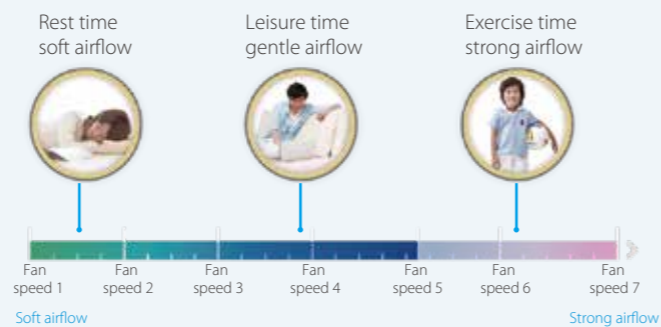 Rest time
soft airflow
Leisure time
gentle airflow
Exercise time
strong airflow
Fan
speed 1
Fan
speed 2
Fan
speed 3
Fan
speed 4
Fan
speed 5
Fan
speed 6
Fan
speed 7
Soft airflow
Strong airflow